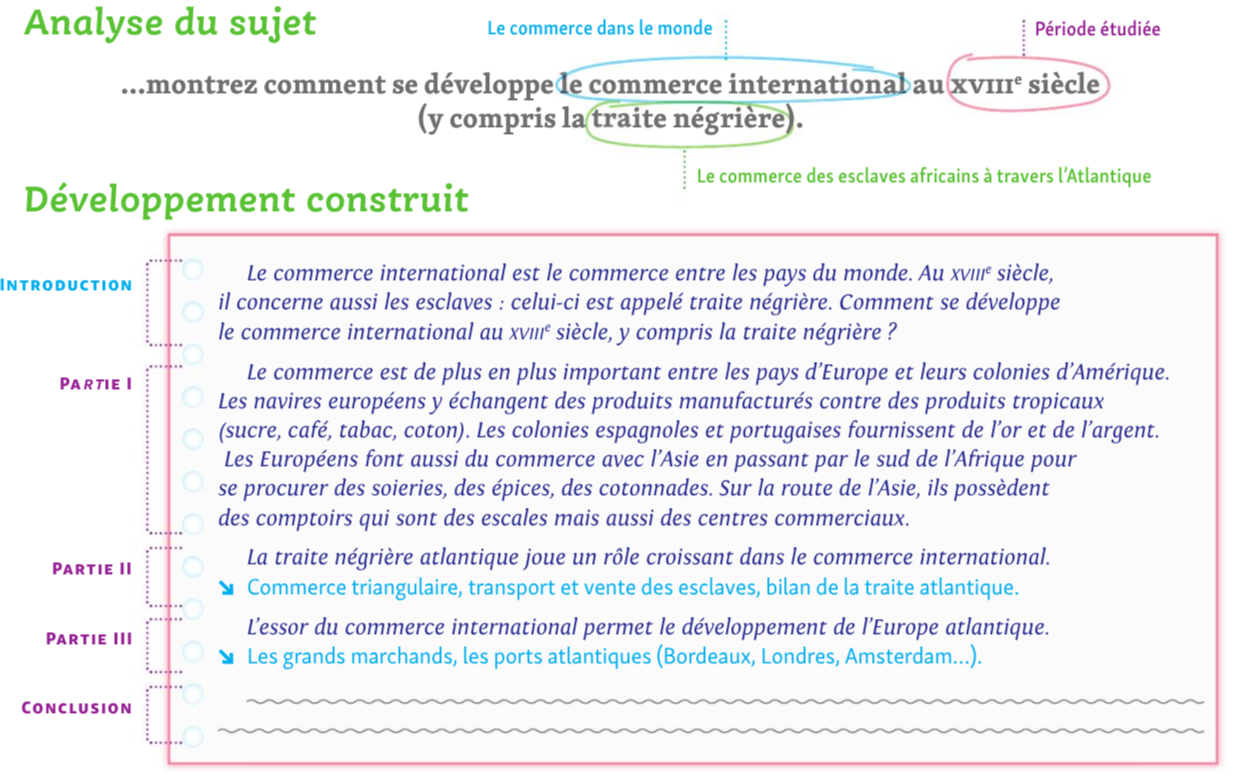 Analyse du sujet
Le commerce dans le monde
Période étudiée
...montrez comment se développe le commerce international au XVIIIe siècle
(y compris la traite négrière).
Le commerce des esclaves africains à travers l'Atlantique
Développement construit
INTRODUCTION
Le commerce international est le commerce entre les pays du monde. Au XVIIIe siècle,
il concerne aussi les esclaves : celui-ci est appelé traite négrière. Comment se développe
le commerce international au XVIIIe siècle, y compris la traite négrière ?
PARTIE I
Le commerce est de plus en plus important entre les pays d'Europe et leurs colonies d'Amérique.
Les navires européens y échangent des produits manufacturés contre des produits tropicaux
(sucre, café, tabac, coton). Les colonies espagnoles et portugaises fournissent de l'or et de l'argent.
Les Européens font aussi du commerce avec l'Asie en passant par le sud de l'Afrique pour
se procurer des soieries, des épices, des cotonnades. Sur la route de l'Asie, ils possèdent
des comptoirs qui sont des escales mais aussi des centres commerciaux.
PARTIE II
La traite négrière atlantique joue un rôle croissant dans le commerce international.
Commerce triangulaire, transport et vente des esclaves, bilan de la traite atlantique.
PARTIE III
L'essor du commerce international permet le développement de l'Europe atlantique.
Les grands marchands, les ports atlantiques (Bordeaux, Londres, Amsterdam...).
CONCLUSION